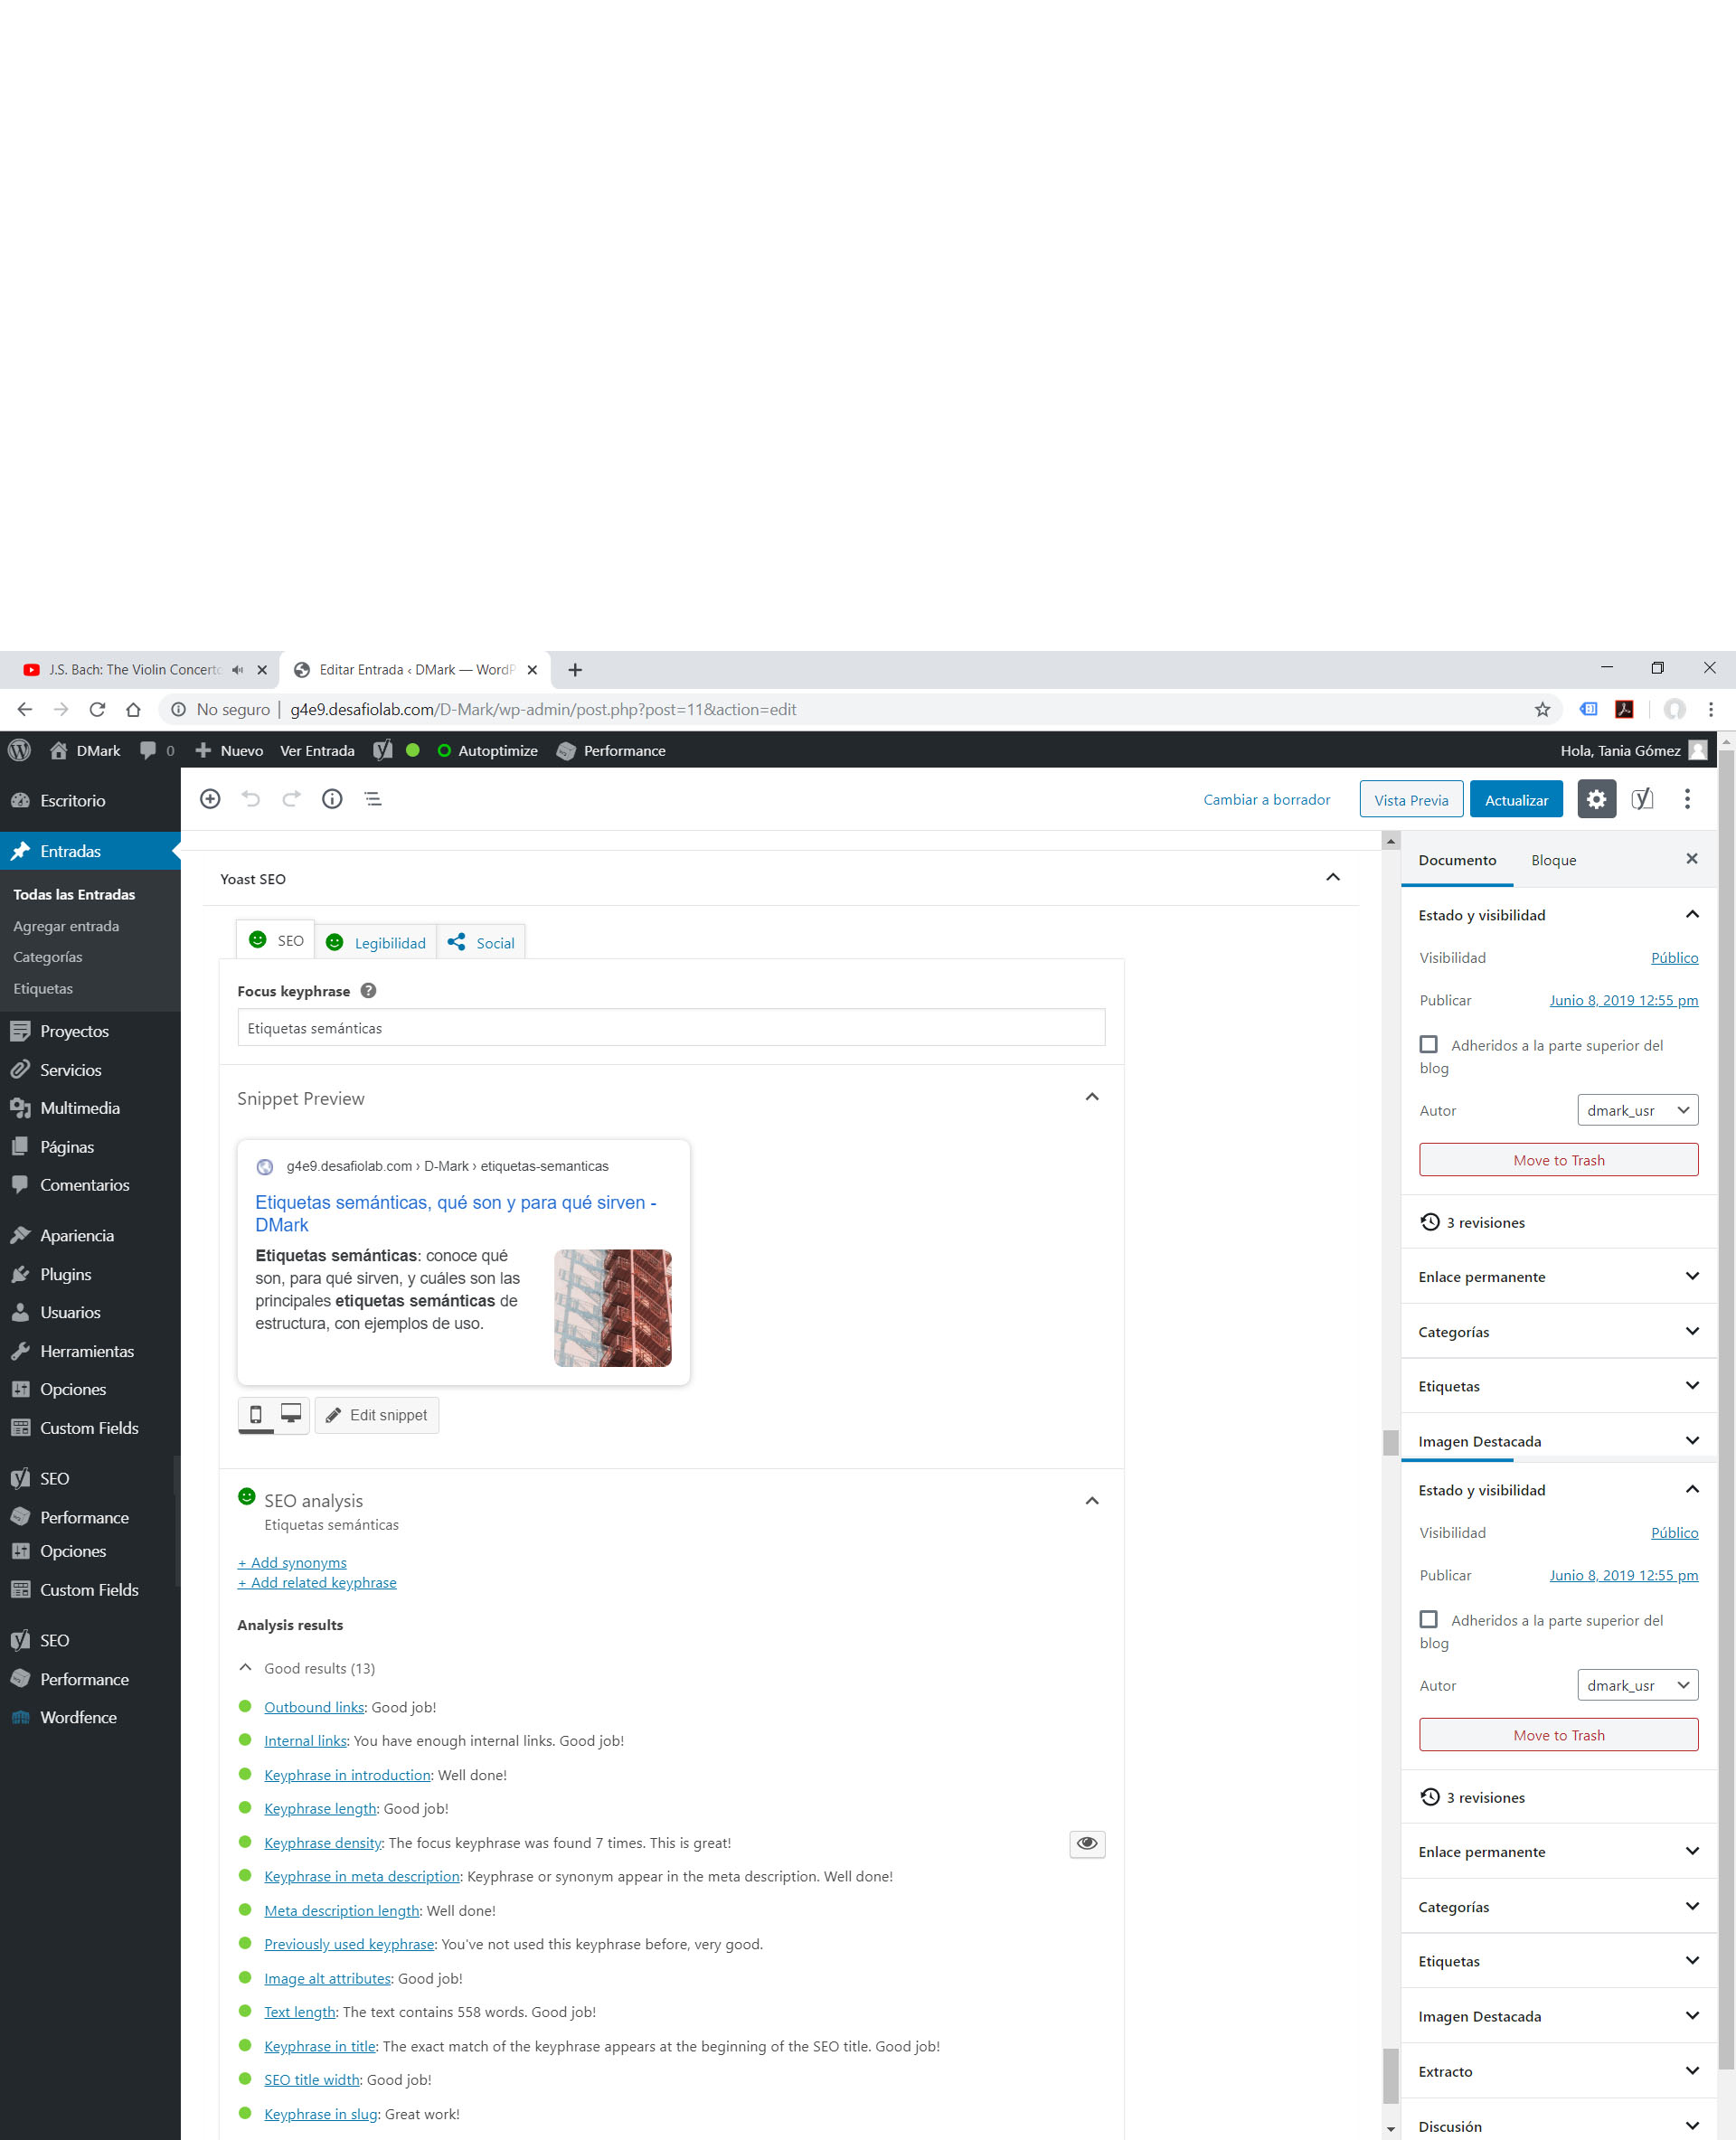 J.S. Bach: The Violin Concerto
Editar Entrada ‹ DMark — WordP
No seguro | g4e9.desafiolab.com/D-Mark/wp-admin/post.php?post=11&action=edit
DMark 0 Nuevo Ver Entrada Autoptimize Performance Hola, Tania Gómez
Escritorio
Entradas
Todas las Entradas
Agregar entrada
Categorías
Etiquetas
Proyectos
Servicios
Multimedia
Páginas
Comentarios
Apariencia
Plugins
Usuarios
Herramientas
Opciones
Custom Fields
SEO
Performance
Opciones
Custom Fields
SEO
Performance
Wordfence
Cambiar a borrador Vista Previa Actualizar
Yoast SEO
SEO Legibilidad Social
Focus keyphrase
Etiquetas semánticas
Snippet Preview
g4e9.desafiolab.com › D-Mark › etiquetas-semanticas
Etiquetas semánticas, qué son y para qué sirven -
DMark
Etiquetas semánticas: conoce qué
son, para qué sirven, y cuáles son las
principales etiquetas semánticas de
estructura, con ejemplos de uso.
Edit snippet
SEO analysis
Etiquetas semánticas
+ Add synonyms
+ Add related keyphrase
Analysis results
Good results (13)
Outbound links: Good job!
Internal links: You have enough internal links. Good job!
Keyphrase in introduction: Well done!
Keyphrase length: Good job!
Keyphrase density: The focus keyphrase was found 7 times. This is great!
Keyphrase in meta description: Keyphrase or synonym appear in the meta description. Well done!
Meta description length: Well done!
Previously used keyphrase: You've not used this keyphrase before, very good.
Image alt attributes: Good job!
Text length: The text contains 558 words. Good job!
Keyphrase in title: The exact match of the keyphrase appears at the beginning of the SEO title. Good job!
SEO title width: Good job!
Keyphrase in slug: Great work!
Documento Bloque
Estado y visibilidad
Visibilidad Público
Publicar Junio 8, 2019 12:55 pm
Adheridos a la parte superior del
blog
Autor dmark_usr
Move to Trash
3 revisiones
Enlace permanente
Categorías
Etiquetas
Imagen Destacada
Estado y visibilidad
Visibilidad Público
Publicar Junio 8, 2019 12:55 pm
Adheridos a la parte superior del
blog
Autor dmark_usr
Move to Trash
3 revisiones
Enlace permanente
Categorías
Etiquetas
Imagen Destacada
Extracto
Discusión